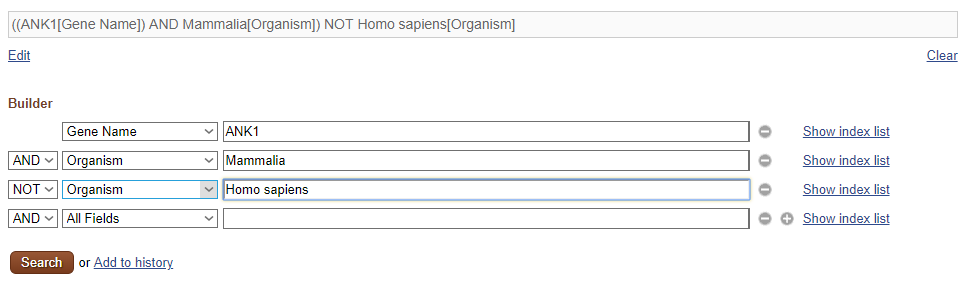 ((ANK1[Gene Name]) AND Mammalia[Organism]) NOT Homo sapiens[Organism]
Edit Clear
Builder
Gene Name ANK1 Show index list
AND Organism Mammalia Show index list
NOT Organism Homo sapiens Show index list
AND All Fields Show index list
Search or Add to history